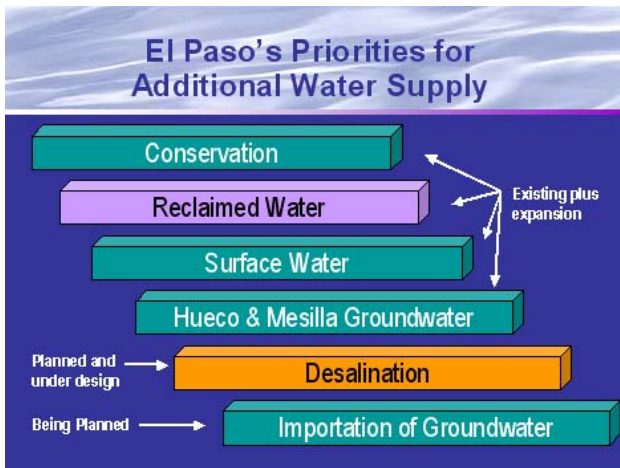 El Paso's Priorities for
Additional Water Supply
Conservation
Reclaimed Water
Existing plus
expansion
Surface Water
Hueco & Mesilla Groundwater
Planned and
under design
Desalination
Being Planned
Importation of Groundwater